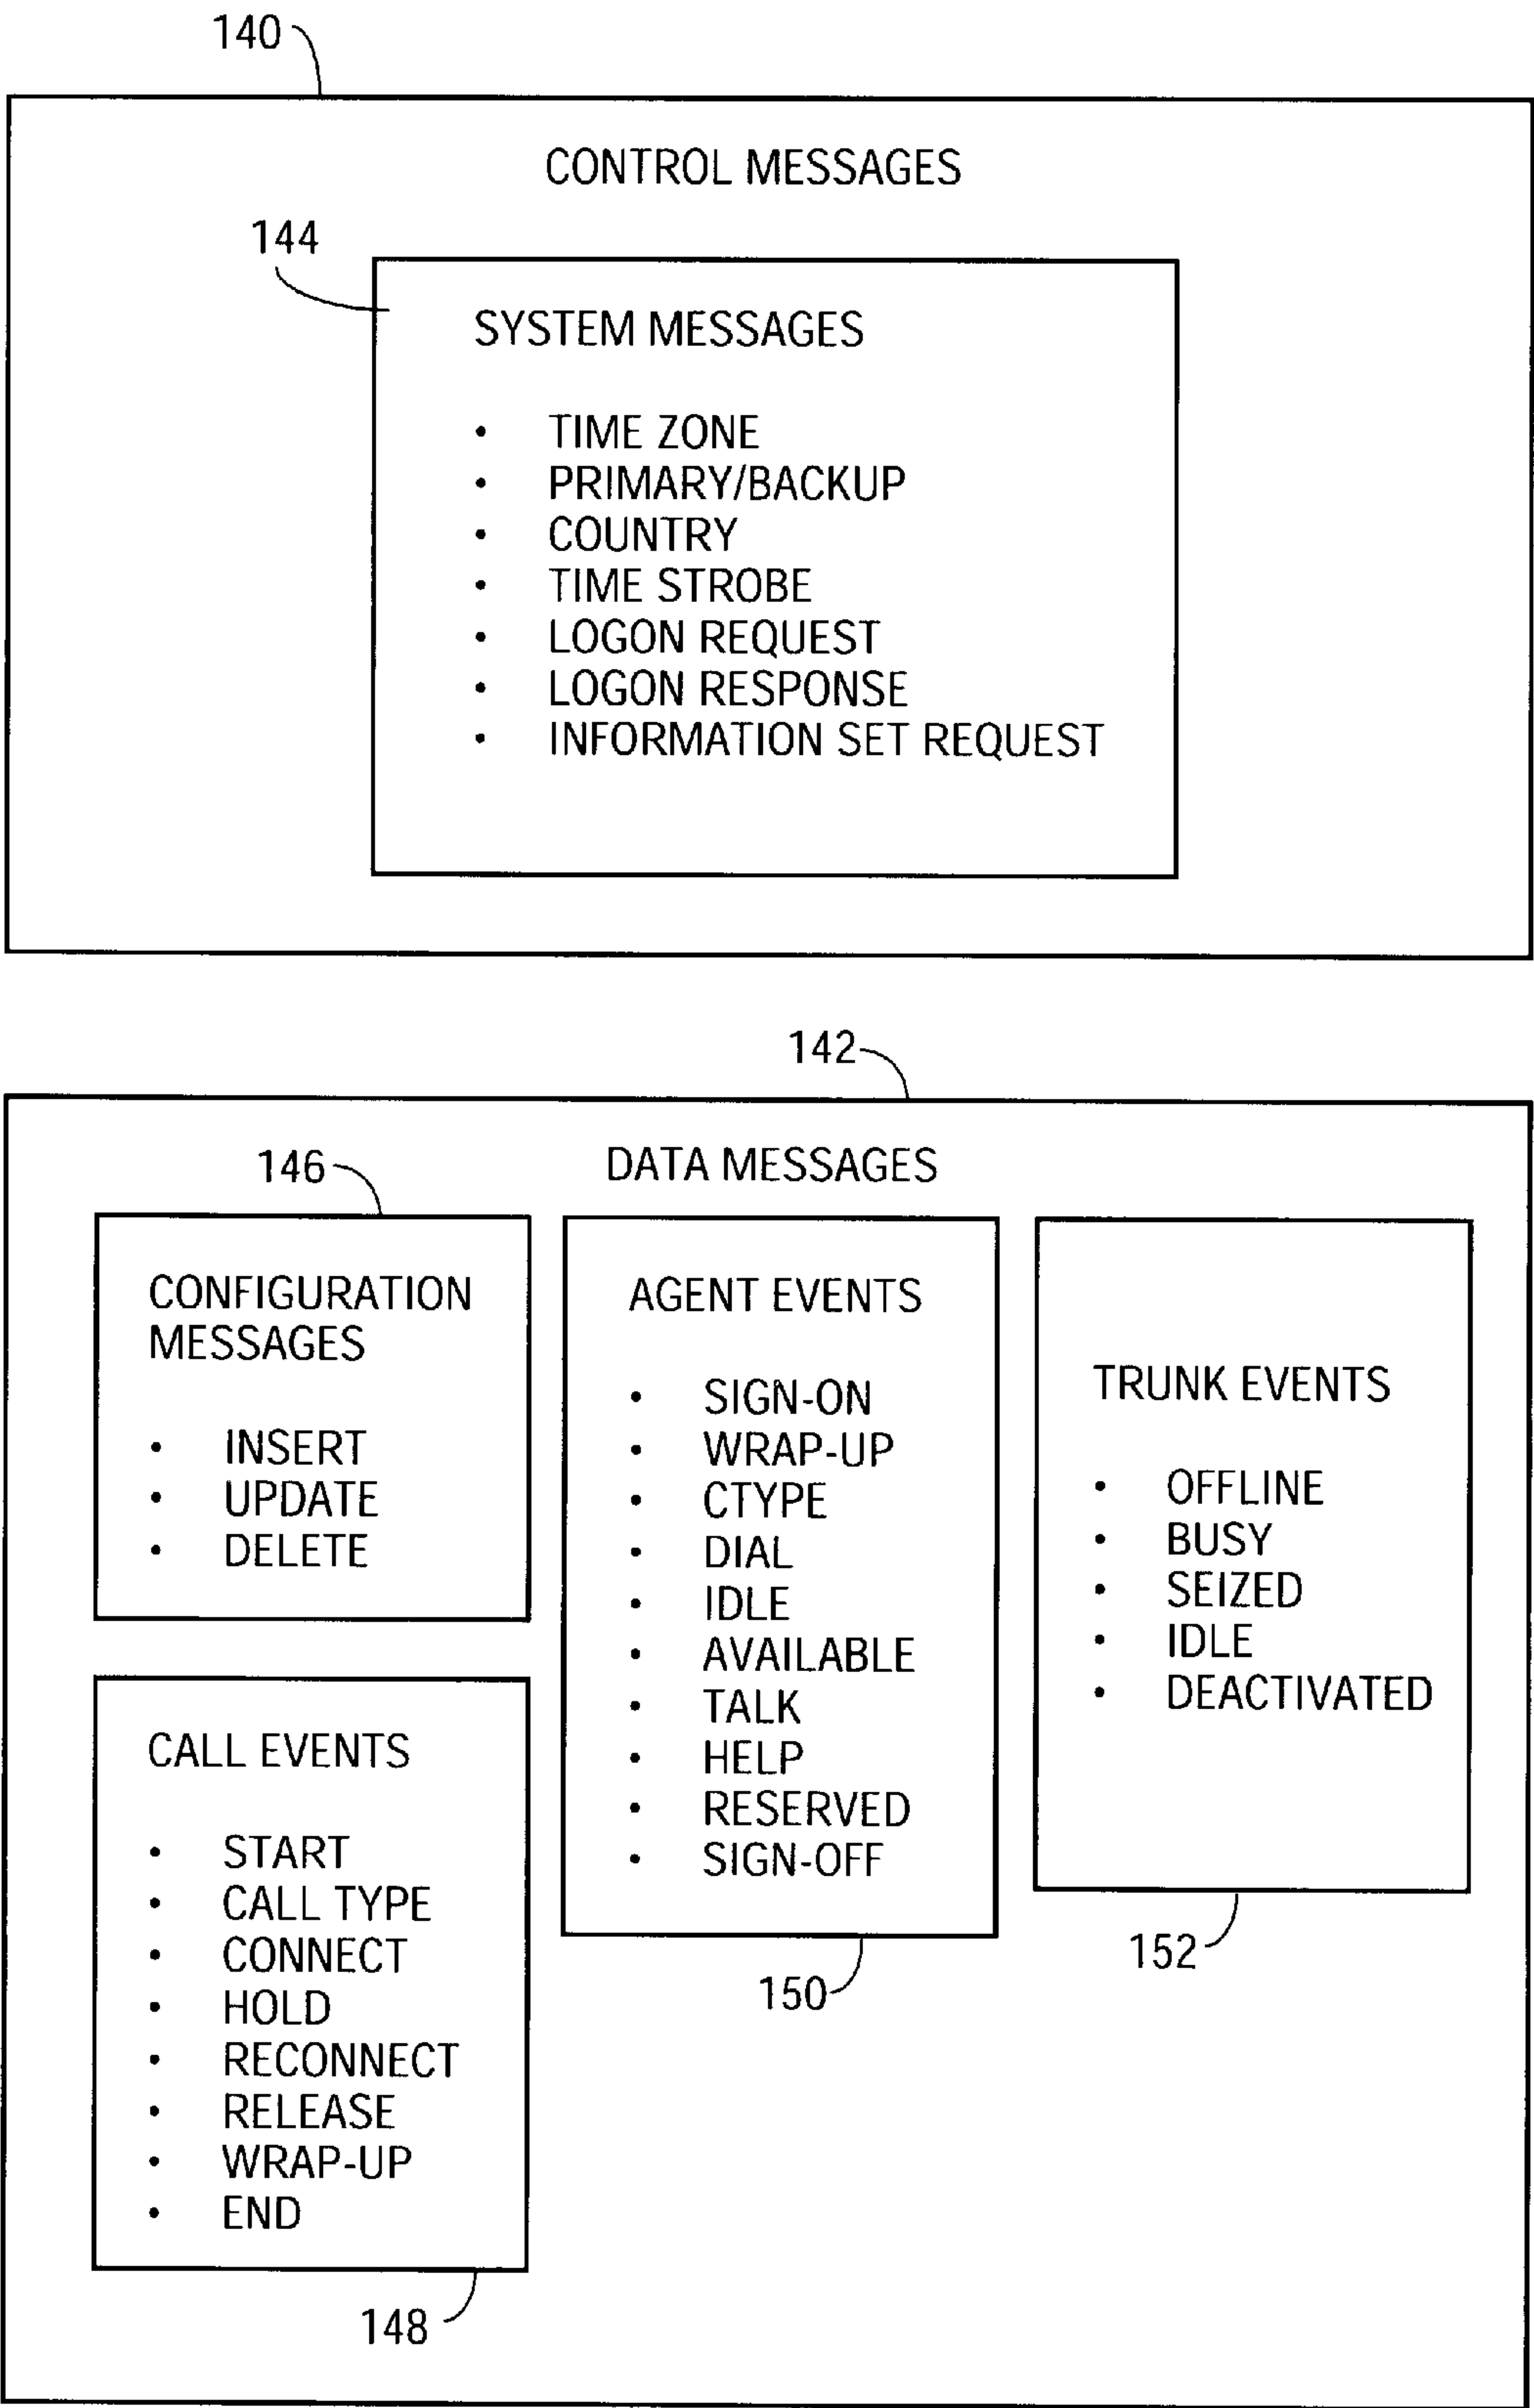 140
CONTROL MESSAGES
144
SYSTEM MESSAGES
• TIME ZONE
• PRIMARY/BACKUP
• COUNTRY
• TIME STROBE
• LOGON REQUEST
• LOGON RESPONSE
• INFORMATION SET REQUEST
142
DATA MESSAGES
146
CONFIGURATION
MESSAGES
• INSERT
• UPDATE
• DELETE
CALL EVENTS
• START
• CALL TYPE
• CONNECT
• HOLD
• RECONNECT
• RELEASE
• WRAP-UP
• END
148
AGENT EVENTS
• SIGN-ON
• WRAP-UP
• CTYPE
• DIAL
• IDLE
• AVAILABLE
• TALK
• HELP
• RESERVED
• SIGN-OFF
150
TRUNK EVENTS
• OFFLINE
• BUSY
• SEIZED
• IDLE
• DEACTIVATED
152